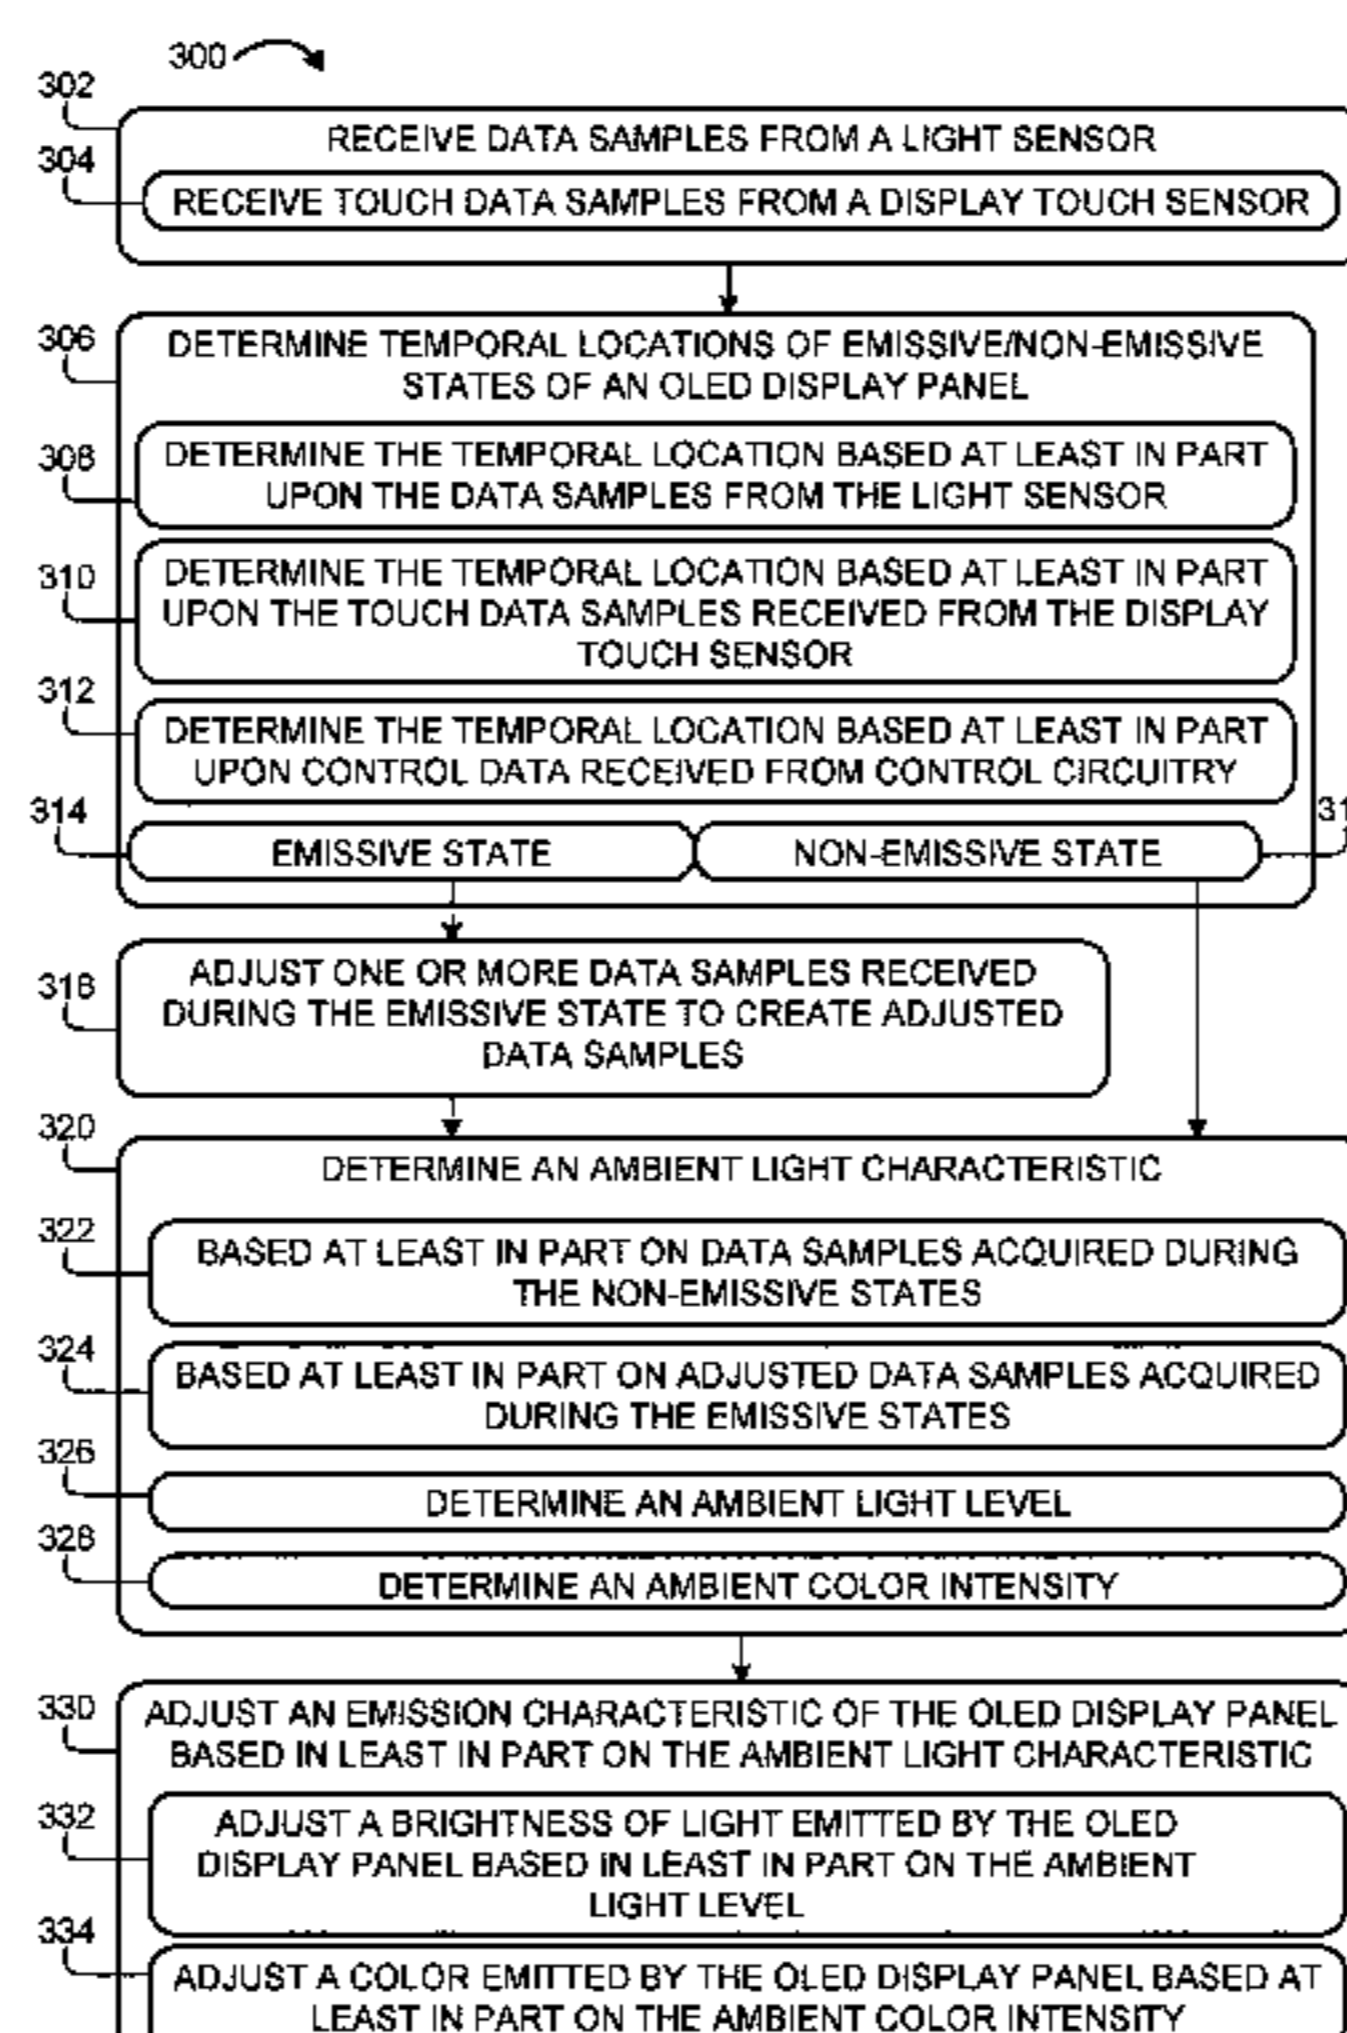 300
302
RECEIVE DATA SAMPLES FROM A LIGHT SENSOR
304
RECEIVE TOUCH DATA SAMPLES FROM A DISPLAY TOUCH SENSOR
306
DETERMINE TEMPORAL LOCATIONS OF EMISSIVE/NON-EMISSIVE
STATES OF AN OLED DISPLAY PANEL
308
DETERMINE THE TEMPORAL LOCATION BASED AT LEAST IN PART
UPON THE DATA SAMPLES FROM THE LIGHT SENSOR
310
DETERMINE THE TEMPORAL LOCATION BASED AT LEAST IN PART
UPON THE TOUCH DATA SAMPLES RECEIVED FROM THE DISPLAY
TOUCH SENSOR
312
DETERMINE THE TEMPORAL LOCATION BASED AT LEAST IN PART
UPON CONTROL DATA RECEIVED FROM CONTROL CIRCUITRY
314
EMISSIVE STATE
NON-EMISSIVE STATE
318
ADJUST ONE OR MORE DATA SAMPLES RECEIVED
DURING THE EMISSIVE STATE TO CREATE ADJUSTED
DATA SAMPLES
320
DETERMINE AN AMBIENT LIGHT CHARACTERISTIC
322
BASED AT LEAST IN PART ON DATA SAMPLES ACQUIRED DURING
THE NON-EMISSIVE STATES
324
BASED AT LEAST IN PART ON ADJUSTED DATA SAMPLES ACQUIRED
DURING THE EMISSIVE STATES
326
DETERMINE AN AMBIENT LIGHT LEVEL
328
DETERMINE AN AMBIENT COLOR INTENSITY
330
ADJUST AN EMISSION CHARACTERISTIC OF THE OLED DISPLAY PANEL
BASED IN LEAST IN PART ON THE AMBIENT LIGHT CHARACTERISTIC
332
ADJUST A BRIGHTNESS OF LIGHT EMITTED BY THE OLED
DISPLAY PANEL BASED IN LEAST IN PART ON THE AMBIENT
LIGHT LEVEL
334
ADJUST A COLOR EMITTED BY THE OLED DISPLAY PANEL BASED AT
LEAST IN PART ON THE AMBIENT COLOR INTENSITY